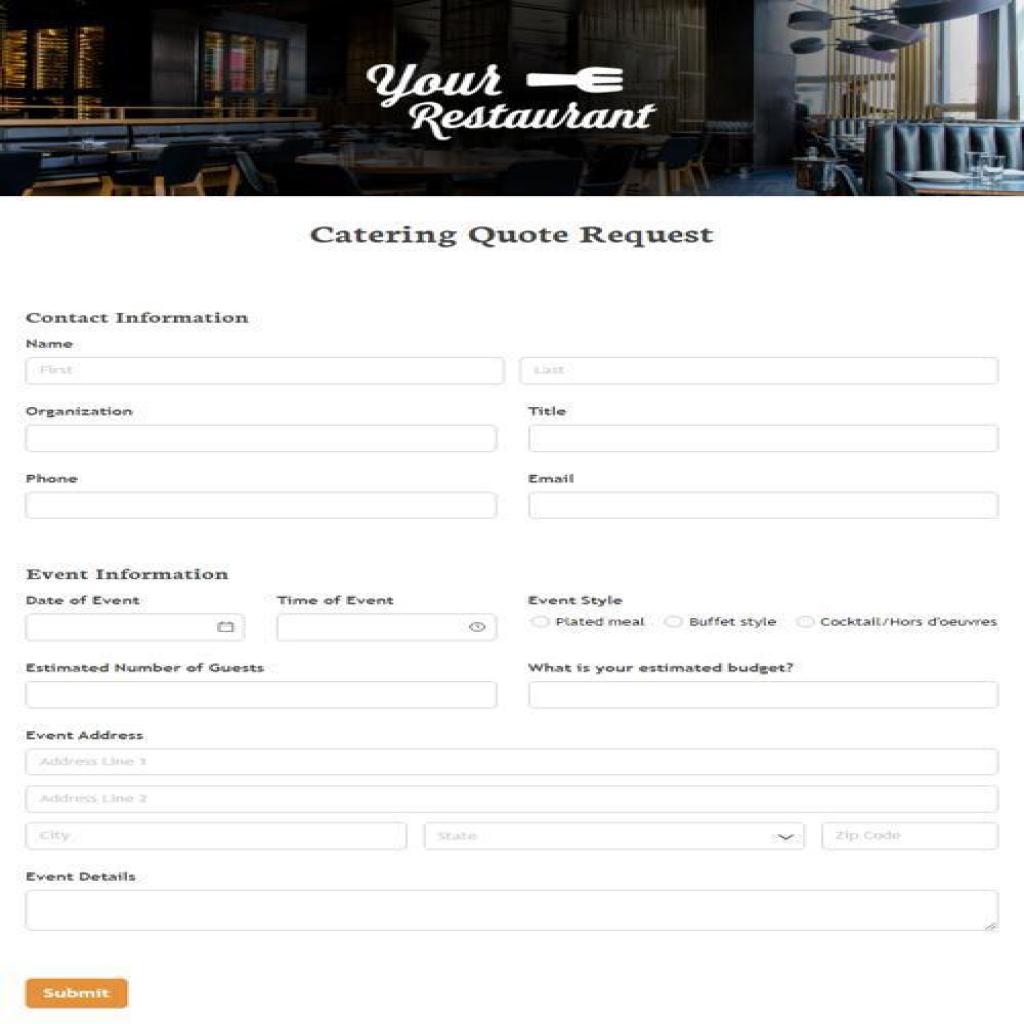 Your
Restaurant
Catering Quote Request
Contact Information
Name
First Last
Organization Title
Phone Email
Event Information
Date of Event Time of Event Event Style
Plated meal Buffet style Cocktail/Hors d'oeuvres
Estimated Number of Guests What is your estimated budget?
Event Address
Address Line 1
Address Line 2
City State Zip Code
Event Details
Submit